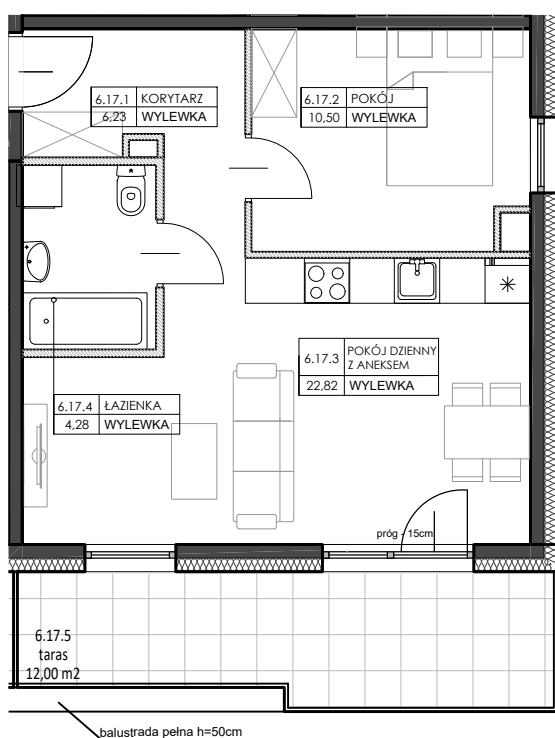 6.17.1 KORYTARZ
6,23 WYLEWKA
6.17.2 POKÓJ
10,50 WYLEWKA
6.17.3 POKÓJ DZIENNY
Z ANEKSEM
22,82 WYLEWKA
6.17.4 ŁAZIENKA
4,28 WYLEWKA
próg - 15cm
6.17.5
taras
12,00 m2
balustrada pełna h=50cm